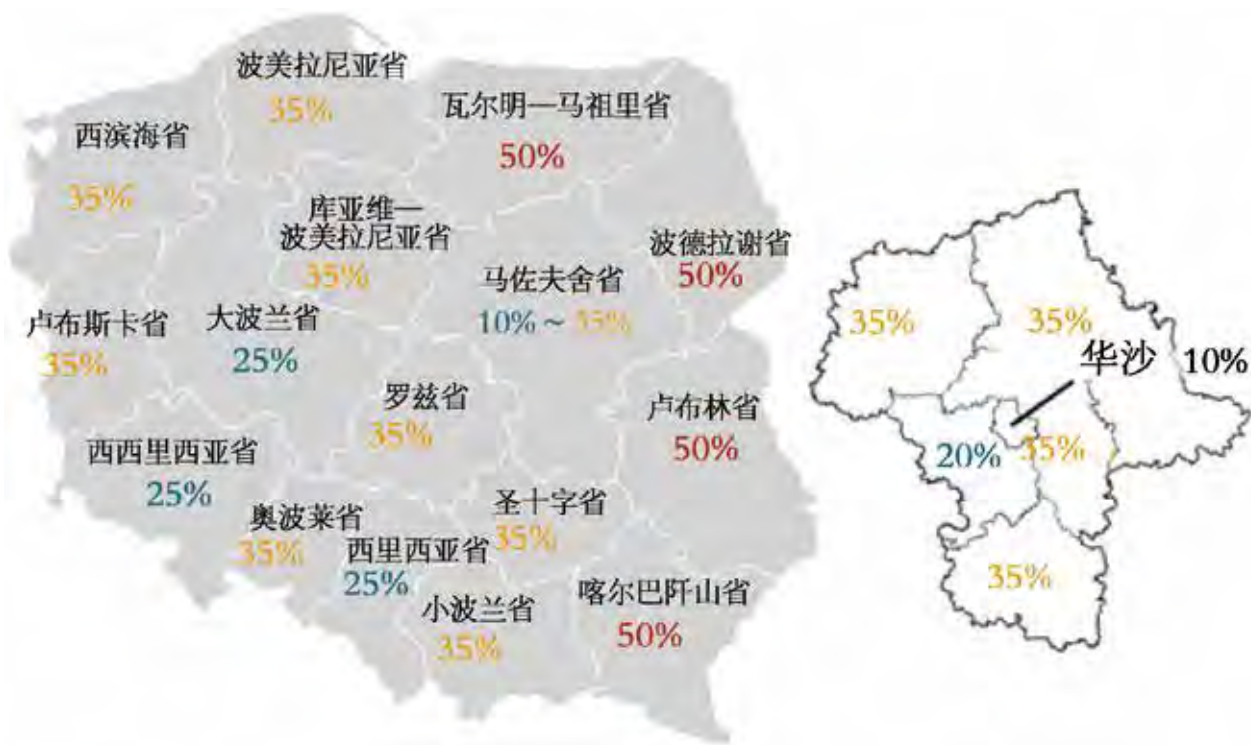 波美拉尼亚省
35%
瓦尔明—马祖里省
50%
西滨海省
35%
库亚维—
波美拉尼亚省
35%
波德拉谢省
50%
马佐夫舍省
10%～35%
卢布斯卡省
35%
大波兰省
25%
罗兹省
35%
卢布林省
50%
西西里西亚省
25%
奥波莱省
35%
西里西亚省
25%
圣十字省
35%
小波兰省
35%
喀尔巴阡山省
50%
35%
35%
华沙 10%
20%
35%
35%